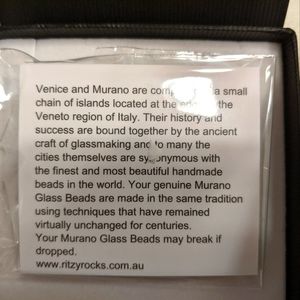 Venice and Murano are comp a small
chain of islands located at the the
Veneto region of Italy. Their history and
success are bound together by the ancient
craft of glassmaking and to many the
cities themselves are synonymous with
the finest and most beautiful handmade
beads in the world. Your genuine Murano
Glass Beads are made in the same tradition
using techniques that have remained
virtually unchanged for centuries.
Your Murano Glass Beads may break if
dropped.
www.ritzyrocks.com.au